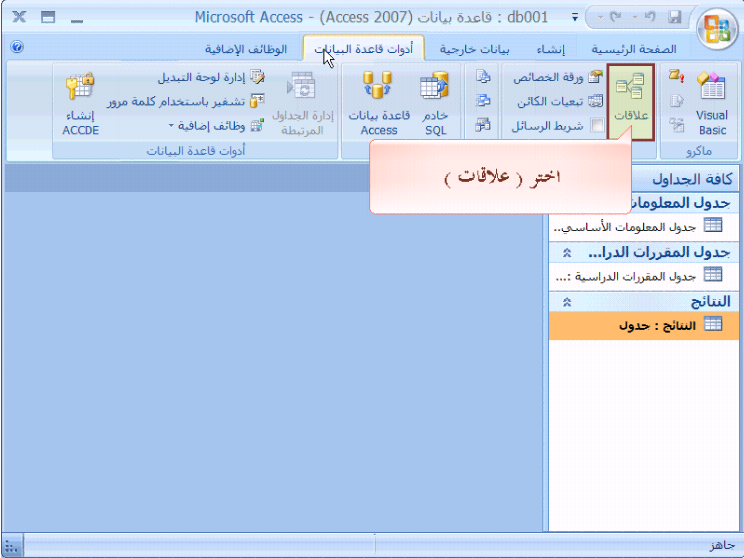 db001 : قاعدة بيانات (Access 2007) - Microsoft Access
الصفحة الرئيسية
إنشاء
بيانات خارجية
أدوات قاعدة البيانات
الوظائف الإضافية
Visual Basic
ماكرو
علاقات
ورقة الخصائص
تبعيات الكائن
شريط الرسائل
خادم SQL
قاعدة بيانات Access
إدارة الجداول المرتبطة
إدارة لوحة التبديل
تشفير باستخدام كلمة مرور
وظائف إضافية
إنشاء ACCDE
أدوات قاعدة البيانات
اختر ( علاقات )
كافة الجداول
جدول المعلومات
جدول المعلومات الأساسي..
جدول المقررات الدرا...
جدول المقررات الدراسية :...
النتائج
النتائج : جدول
جاهز